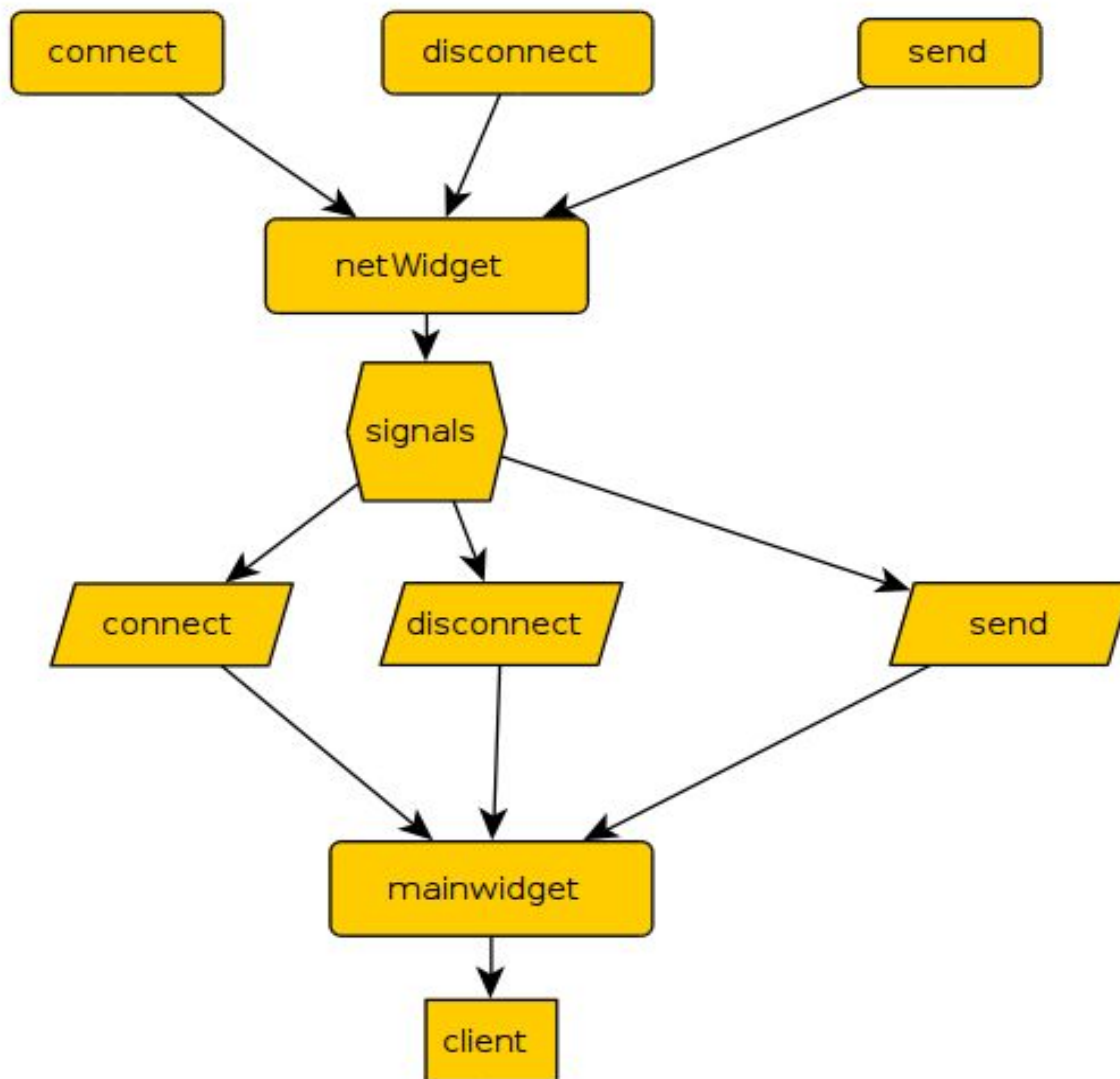 connect
disconnect
send
netWidget
signals
connect
disconnect
send
mainwidget
client